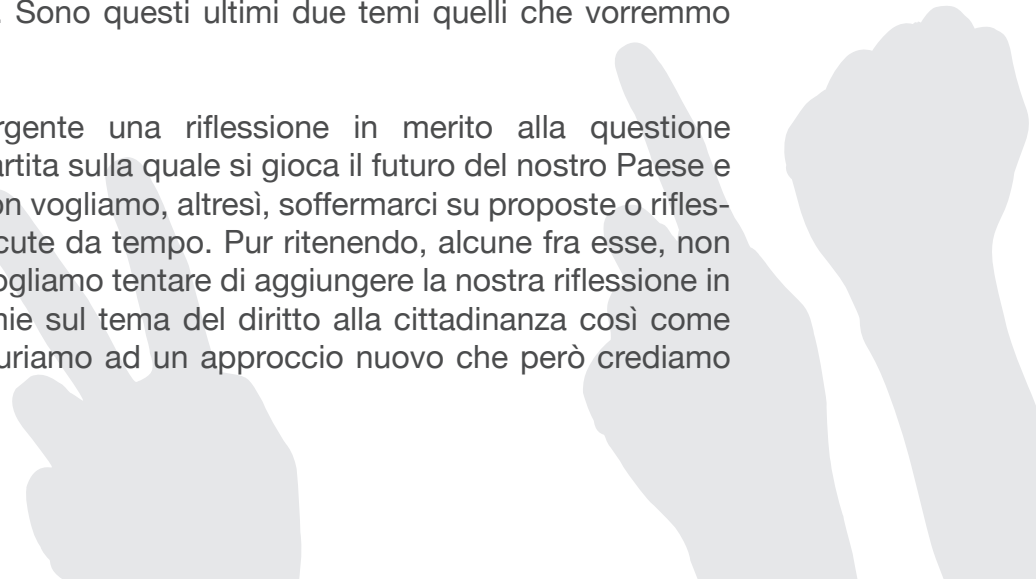 . Sono questi ultimi due temi quelli che vorremmo
rgente una riflessione in merito alla questione
artita sulla quale si gioca il futuro del nostro Paese e
on vogliamo, altresì, soffermarci su proposte o rifles-
cute da tempo. Pur ritenendo, alcune fra esse, non
ogliamo tentare di aggiungere la nostra riflessione in
nie sul tema del diritto alla cittadinanza così come
uriamo ad un approccio nuovo che però crediamo